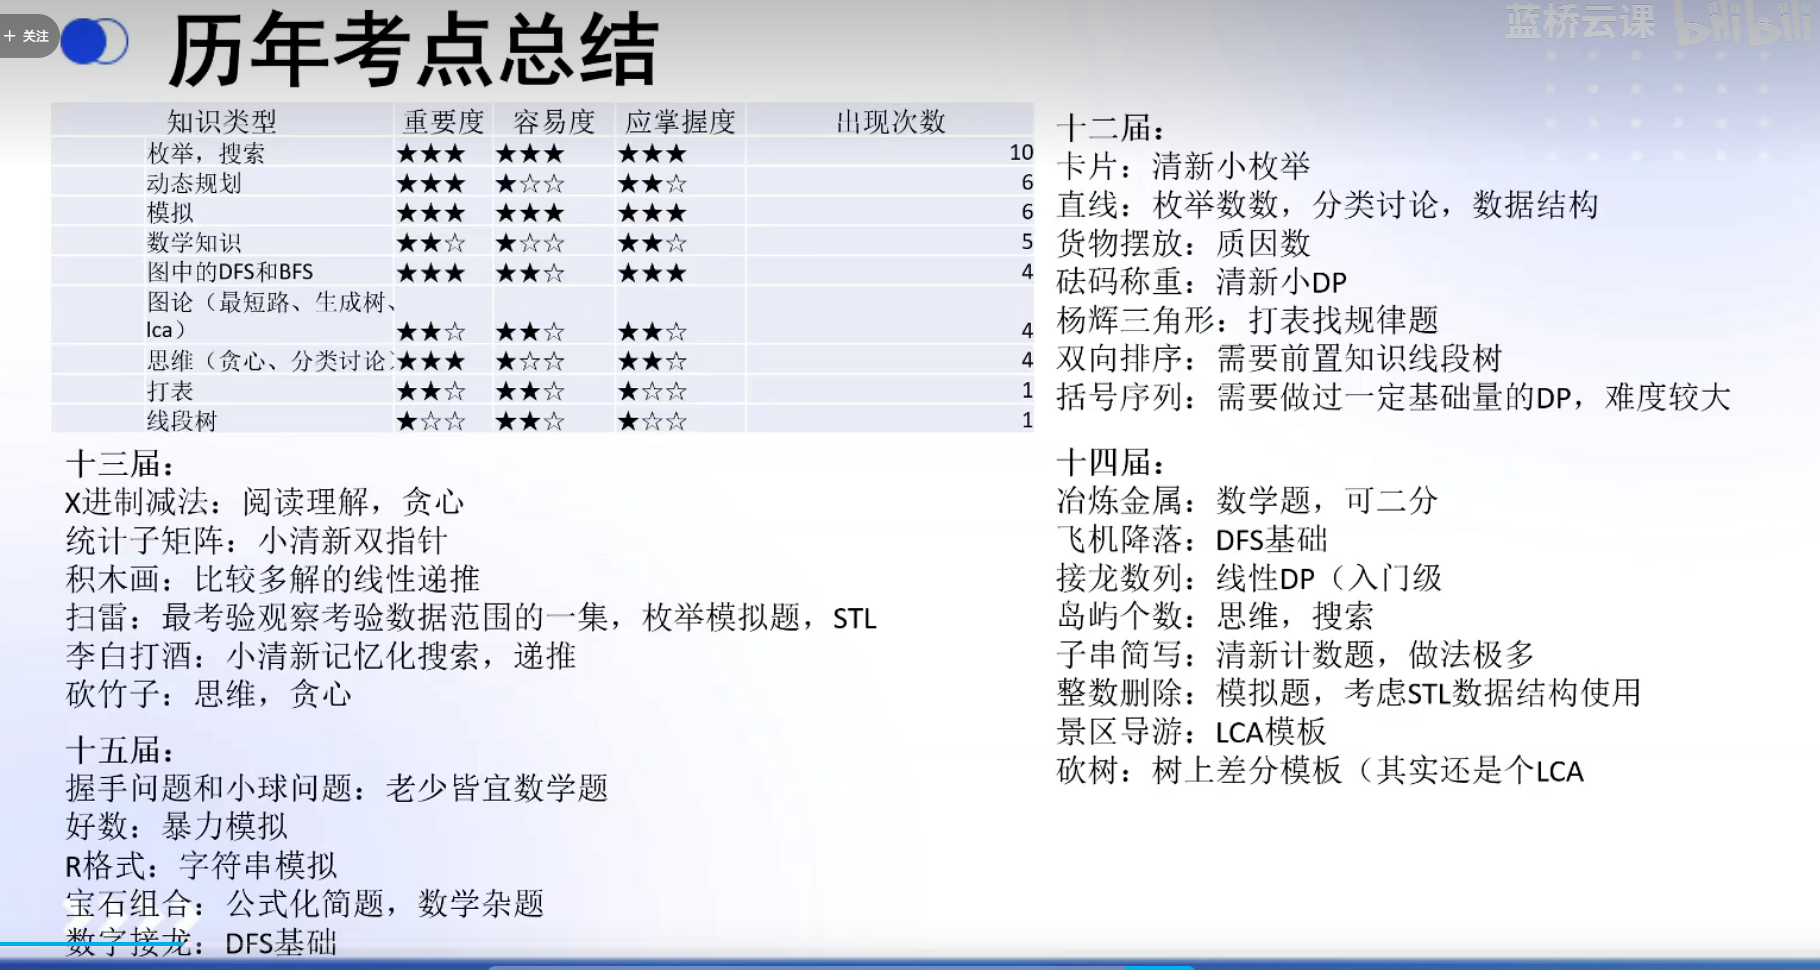 + 关注
历年考点总结
蓝桥云课 bilibili
知识类型 重要度 容易度 应掌握度 出现次数
枚举，搜索 ★★★ ★★★ ★★★ 10
动态规划 ★★★ ★☆☆ ★★☆ 6
模拟 ★★★ ★★★ ★★★ 6
数学知识 ★★☆ ★☆☆ ★★☆ 5
图中的DFS和BFS ★★★ ★★☆ ★★★ 4
图论（最短路、生成树、
lca） ★★☆ ★★☆ ★★☆ 4
思维（贪心、分类讨论） ★★★ ★☆☆ ★★☆ 4
打表 ★★☆ ★★☆ ★☆☆ 1
线段树 ★☆☆ ★★☆ ★☆☆ 1
十二届：
卡片：清新小枚举
直线：枚举数数，分类讨论，数据结构
货物摆放：质因数
砝码称重：清新小DP
杨辉三角形：打表找规律题
双向排序：需要前置知识线段树
括号序列：需要做过一定基础量的DP，难度较大
十三届：
X进制减法：阅读理解，贪心
统计子矩阵：小清新双指针
积木画：比较多解的线性递推
扫雷：最考验观察考验数据范围的一集，枚举模拟题，STL
李白打酒：小清新记忆化搜索，递推
砍竹子：思维，贪心
十四届：
冶炼金属：数学题，可二分
飞机降落：DFS基础
接龙数列：线性DP（入门级
岛屿个数：思维，搜索
子串简写：清新计数题，做法极多
整数删除：模拟题，考虑STL数据结构使用
景区导游：LCA模板
砍树：树上差分模板（其实还是个LCA
十五届：
握手问题和小球问题：老少皆宜数学题
好数：暴力模拟
R格式：字符串模拟
宝石组合：公式化简题，数学杂题
数字接龙：DFS基础